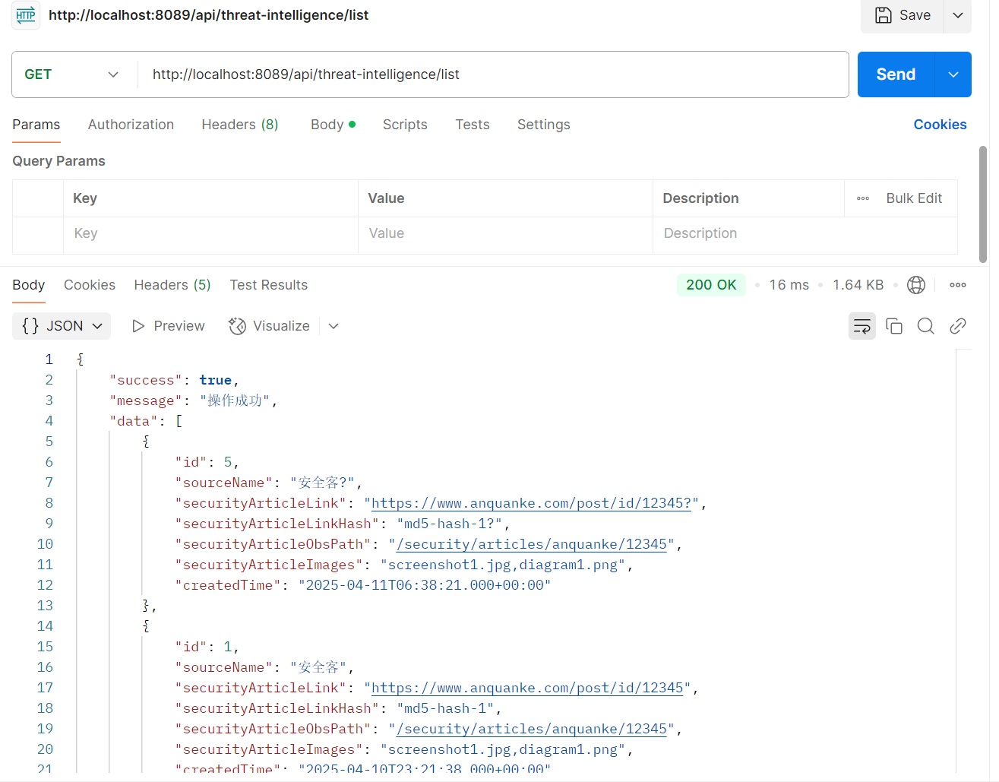 HTTP http://localhost:8089/api/threat-intelligence/list Save
GET http://localhost:8089/api/threat-intelligence/list Send
Params Authorization Headers (8) Body Scripts Tests Settings Cookies
Query Params
Key Value Description Bulk Edit
Key Value Description
Body Cookies Headers (5) Test Results 200 OK 16 ms 1.64 KB
{} JSON Preview Visualize
1 {
2 "success": true,
3 "message": "操作成功",
4 "data": [
5 {
6 "id": 5,
7 "sourceName": "安全客?",
8 "securityArticleLink": "https://www.anquanke.com/post/id/12345?",
9 "securityArticleLinkHash": "md5-hash-1?",
10 "securityArticleObsPath": "/security/articles/anquanke/12345",
11 "securityArticleImages": "screenshot1.jpg,diagram1.png",
12 "createdTime": "2025-04-11T06:38:21.000+00:00"
13 },
14 {
15 "id": 1,
16 "sourceName": "安全客",
17 "securityArticleLink": "https://www.anquanke.com/post/id/12345",
18 "securityArticleLinkHash": "md5-hash-1",
19 "securityArticleObsPath": "/security/articles/anquanke/12345",
20 "securityArticleImages": "screenshot1.jpg,diagram1.png",
21 "createdTime": "2025-04-10T23:21:38.000+00:00"